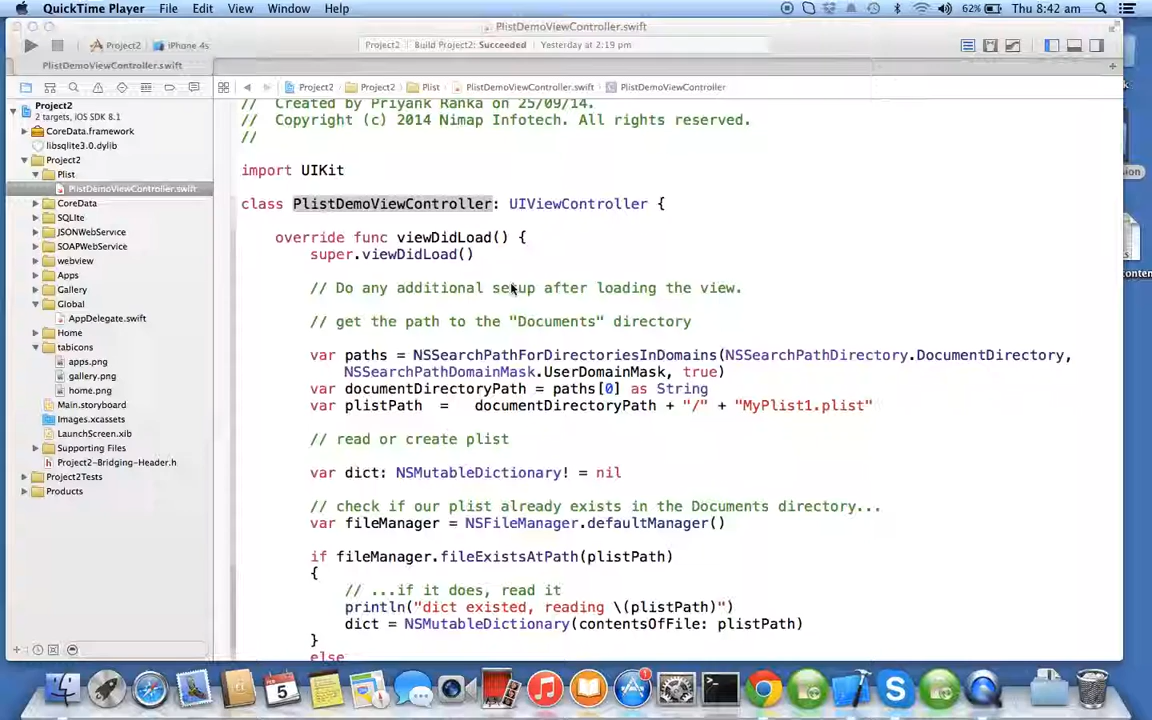 QuickTime Player File Edit View Window Help 62% Thu 8:42 am
PlistDemoViewController.swift
Project2 iPhone 4s Project2 Build Project2: Succeeded Yesterday at 2:19 pm
PlistDemoViewController.swift
Project2 Project2 Plist PlistDemoViewController.swift PlistDemoViewController
Project2
2 targets, iOS SDK 8.1
CoreData.framework
libsqlite3.0.dylib
Project2
Plist
PlistDemoViewController.swift
CoreData
SQLIte
JSONWebService
SOAPWebService
webview
Apps
Gallery
Global
AppDelegate.swift
Home
tabicons
apps.png
gallery.png
home.png
Main.storyboard
Images.xcassets
LaunchScreen.xib
Supporting Files
Project2-Bridging-Header.h
Project2Tests
Products
// Created by Priyank Ranka on 25/09/14.
// Copyright (c) 2014 Nimap Infotech. All rights reserved.
//
import UIKit
class PlistDemoViewController: UIViewController {
override func viewDidLoad() {
super.viewDidLoad()
// Do any additional setup after loading the view.
// get the path to the "Documents" directory
var paths = NSSearchPathForDirectoriesInDomains(NSSearchPathDirectory.DocumentDirectory,
NSSearchPathDomainMask.UserDomainMask, true)
var documentDirectoryPath = paths[0] as String
var plistPath = documentDirectoryPath + "/" + "MyPlist1.plist"
// read or create plist
var dict: NSMutableDictionary! = nil
// check if our plist already exists in the Documents directory...
var fileManager = NSFileManager.defaultManager()
if fileManager.fileExistsAtPath(plistPath)
{
// ...if it does, read it
println("dict existed, reading \(plistPath)")
dict = NSMutableDictionary(contentsOfFile: plistPath)
}
else
5